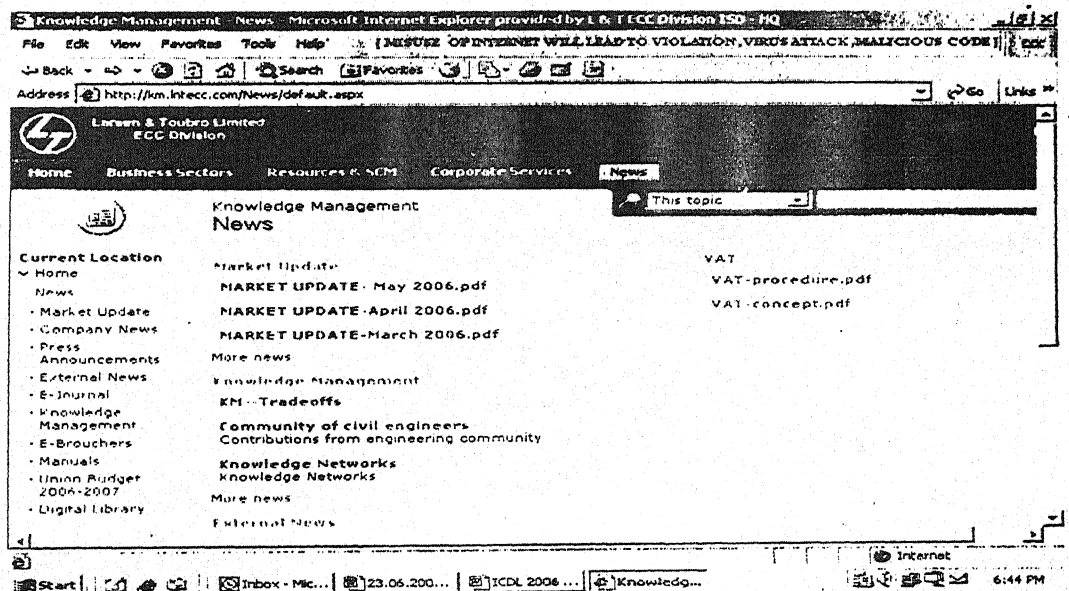 Knowledge Management - News - Microsoft Internet Explorer provided by L & T ECC Division ISD - HQ
File Edit View Favorites Tools Help [ MISUSE OF INTERNET WILL LEAD TO VIOLATION, VIRUS ATTACK, MALICIOUS CODE ]
Back Search Favorites
Address http://km.lntecc.com/News/default.aspx Go Links »
Larsen & Toubro Limited
ECC Division
Home Business Sectors Resources & SCM Corporate Services News
This topic
Knowledge Management
News
Current Location
Home
News
· Market Update
· Company News
· Press
Announcements
· External News
· E-Journal
· Knowledge
Management
· E-Brouchers
· Manuals
· Union Budget
2006-2007
· Digital Library
Market Update
MARKET UPDATE- May 2006.pdf
MARKET UPDATE-April 2006.pdf
MARKET UPDATE-March 2006.pdf
More news
Knowledge Management
KM -Tradeoffs
Community of civil engineers
Contributions from engineering community
Knowledge Networks
Knowledge Networks
More news
External News
VAT
VAT-procedure.pdf
VAT-concept.pdf
Internet
Start Inbox - Mic... 23.06.200... ICDL 2006 ... Knowledg... 6:44 PM